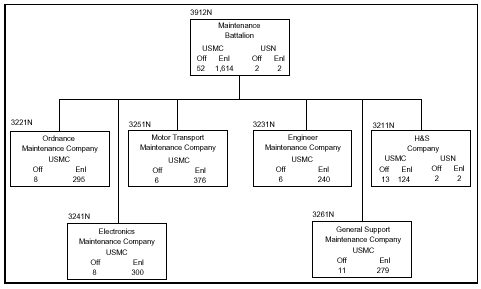 3912N
Maintenance
Battalion
USMC USN
Off Enl Off Enl
52 1,614 2 2
3221N
Ordnance
Maintenance Company
USMC
Off Enl
8 295
3251N
Motor Transport
Maintenance Company
USMC
Off Enl
6 376
3231N
Engineer
Maintenance Company
USMC
Off Enl
6 240
3211N
H&S
Company
USMC USN
Off Enl Off Enl
13 124 2 2
3241N
Electronics
Maintenance Company
USMC
Off Enl
8 300
3261N
General Support
Maintenance Company
USMC
Off Enl
11 279